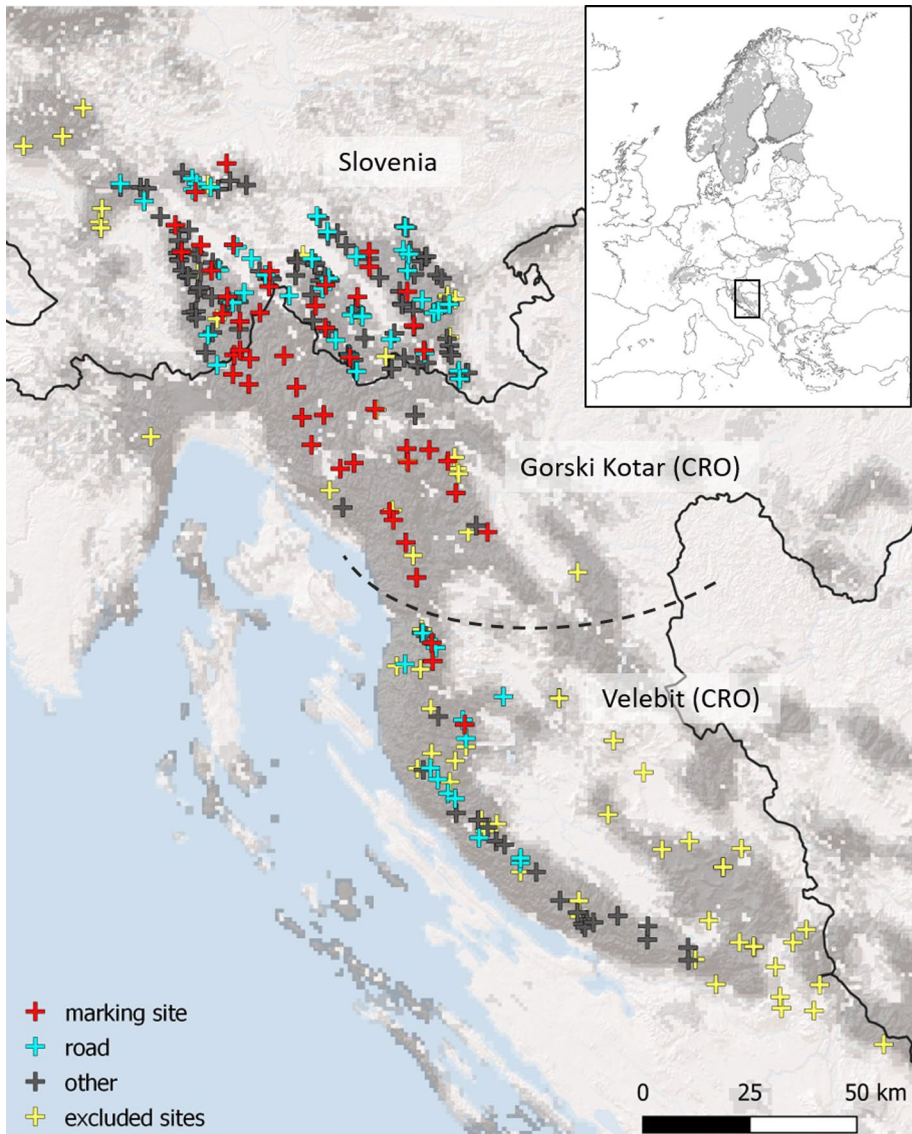 Slovenia
Gorski Kotar (CRO)
Velebit (CRO)
marking site
road
other
excluded sites
0 25 50 km